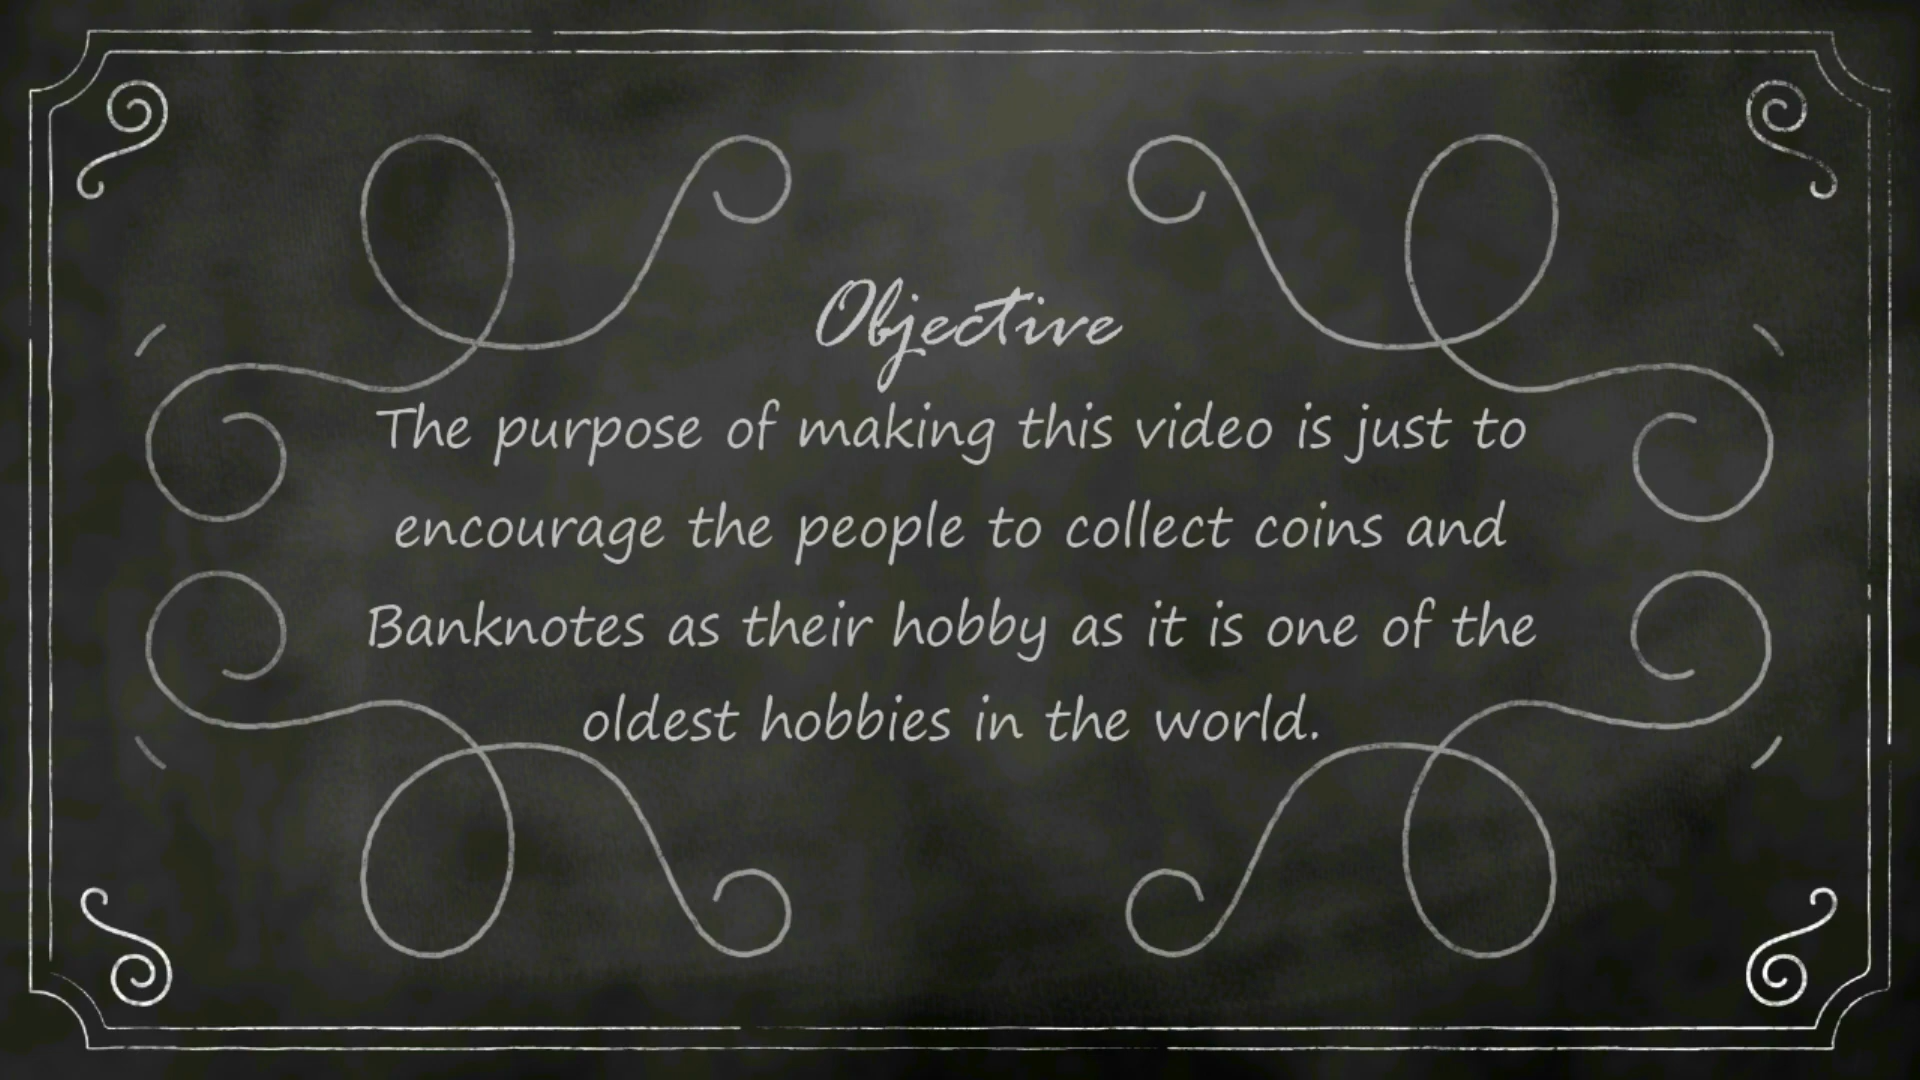 Objective
The purpose of making this video is just to
encourage the people to collect coins and
Banknotes as their hobby as it is one of the
oldest hobbies in the world.